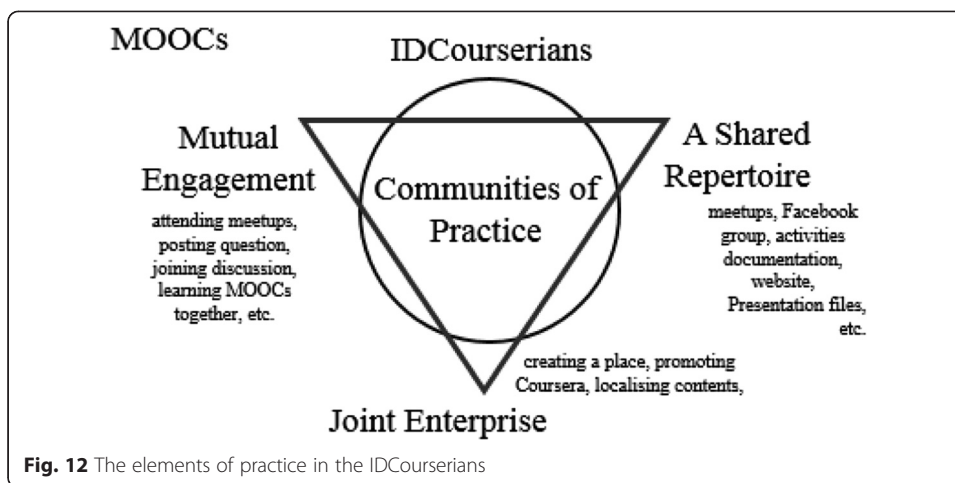 MOOCs
IDCourserians
Mutual
Engagement
attending meetups,
posting question,
joining discussion,
learning MOOCs
together, etc.
Communities of
Practice
A Shared
Repertoire
meetups, Facebook
group, activities
documentation,
website,
Presentation files,
etc.
creating a place, promoting
Coursera, localising contents,
Joint Enterprise
Fig. 12 The elements of practice in the IDCourserians